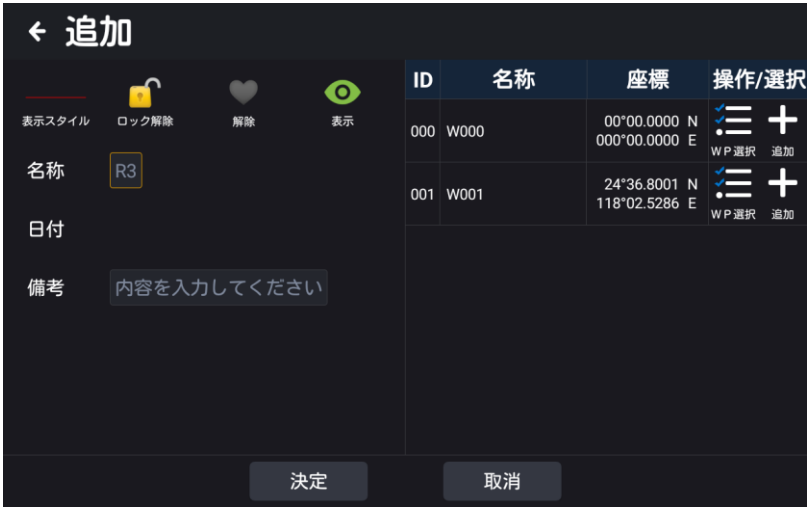 追加
表示スタイル ロック解除 解除 表示
名称 R3
日付
備考 内容を入力してください
ID 名称 座標 操作/選択
000 W000 00°00.0000 N
000°00.0000 E
WP選択 追加
001 W001 24°36.8001 N
118°02.5286 E
WP選択 追加
決定 取消